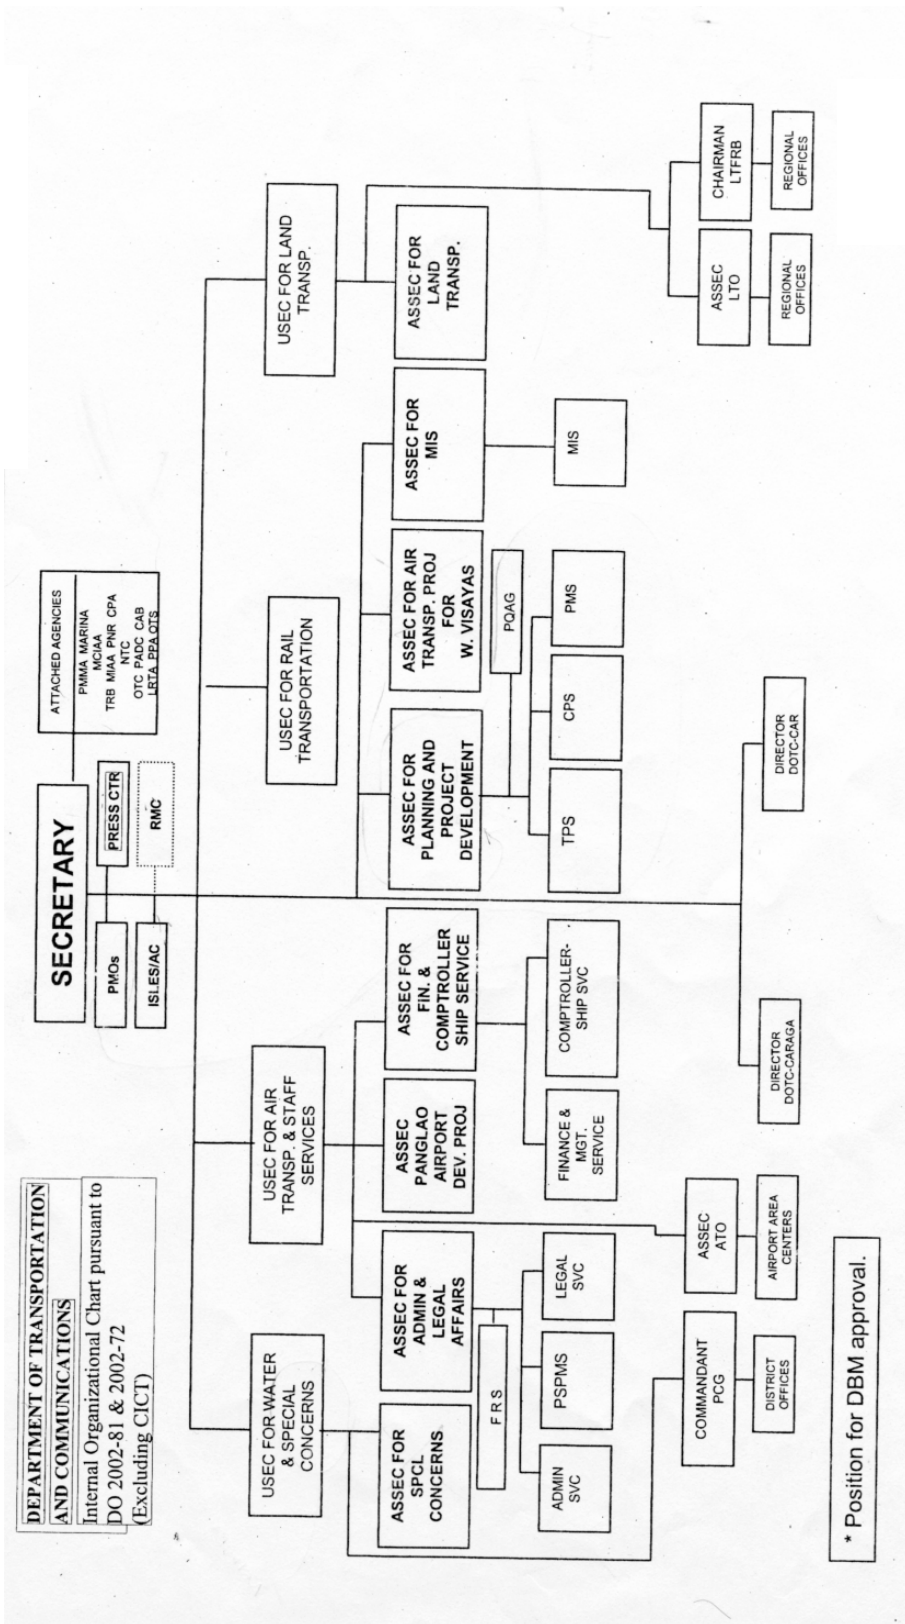 DEPARTMENT OF TRANSPORTATION
AND COMMUNICATIONS
Internal Organizational Chart pursuant to
DO 2002-81 & 2002-72
(Excluding CICT)
SECRETARY
ATTACHED AGENCIES
PMMA MARINA
MCIAA
TRB MIAA PNR CPA
NTC
OTC PADC CAB
LRTA PPA OTS
PMOs
PRESS CTR
ISLES/AC
RMC
USEC FOR WATER
& SPECIAL
CONCERNS
USEC FOR AIR
TRANSP. & STAFF
SERVICES
USEC FOR RAIL
TRANSPORTATION
USEC FOR LAND
TRANSP.
ASSEC FOR
SPCL
CONCERNS.
ASSEC FOR
ADMIN &
LEGAL
AFFAIRS
ASSEC
PANGLAO
AIRPORT
DEV. PROJ
ASSEC FOR
FIN. &
COMPTROLLER
SHIP SERVICE
ASSEC FOR
PLANNING AND
PROJECT
DEVELOPMENT
ASSEC FOR AIR
TRANSP. PROJ
FOR
W. VISAYAS
ASSEC FOR
MIS
ASSEC FOR
LAND
TRANSP.
F R S
PQAG
ADMIN
SVC
PSPMS
LEGAL
SVC
FINANCE &
MGT.
SERVICE
COMPTROLLER-
SHIP SVC
TPS
CPS
PMS
MIS
COMMANDANT
PCG
ASSEC
ATO
ASSEC
LTO
CHAIRMAN
LTFRB
DISTRICT
OFFICES
AIRPORT AREA
CENTERS
DIRECTOR
DOTC-CARAGA
DIRECTOR
DOTC-CAR
REGIONAL
OFFICES
REGIONAL
OFFICES
* Position for DBM approval.